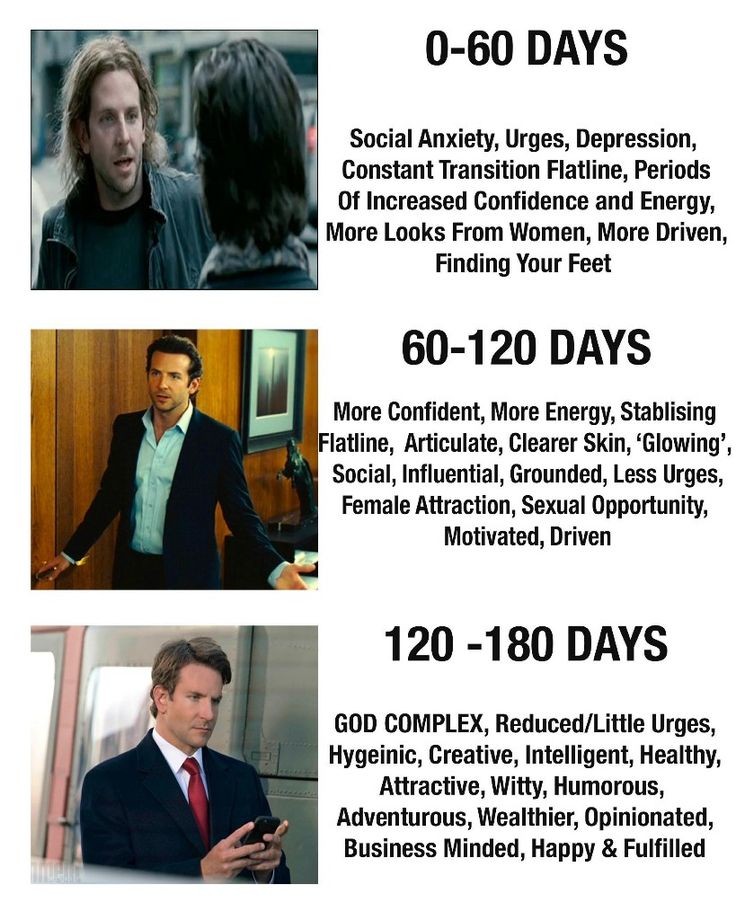 0-60 DAYS
Social Anxiety, Urges, Depression,
Constant Transition Flatline, Periods
Of Increased Confidence and Energy,
More Looks From Women, More Driven,
Finding Your Feet
60-120 DAYS
More Confident, More Energy, Stablising
Flatline, Articulate, Clearer Skin, ‘Glowing’,
Social, Influential, Grounded, Less Urges,
Female Attraction, Sexual Opportunity,
Motivated, Driven
120 -180 DAYS
GOD COMPLEX, Reduced/Little Urges,
Hygeinic, Creative, Intelligent, Healthy,
Attractive, Witty, Humorous,
Adventurous, Wealthier, Opinionated,
Business Minded, Happy & Fulfilled